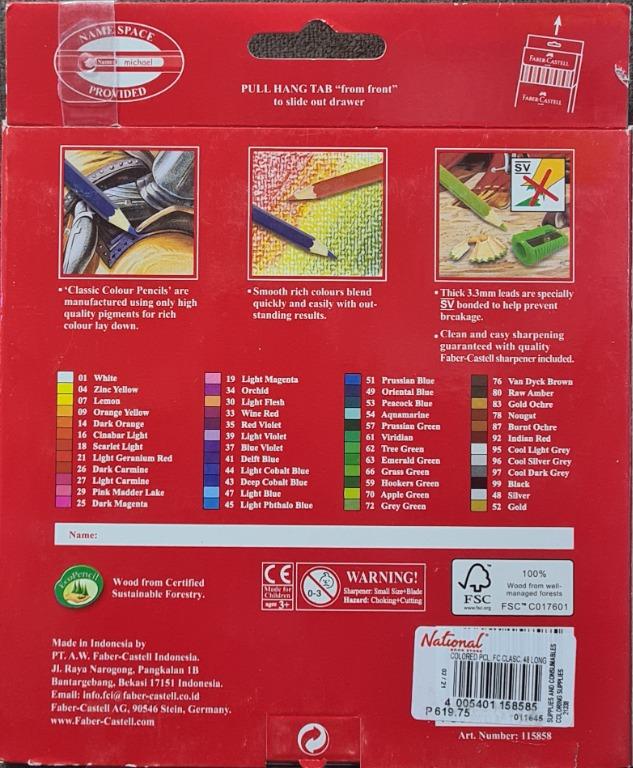 NAME SPACE
Name: michael
PROVIDED
PULL HANG TAB “from front”
to slide out drawer
FABER-CASTELL
FABER-CASTELL
SV
▪ ‘Classic Colour Pencils’ are
manufactured using only high
quality pigments for rich
colour lay down.
▪ Smooth rich colours blend
quickly and easily with out-
standing results.
▪ Thick 3.3mm leads are specially
SV bonded to help prevent
breakage.
▪ Clean and easy sharpening
guaranteed with quality
Faber-Castell sharpener included.
01 White
04 Zinc Yellow
07 Lemon
09 Orange Yellow
14 Dark Orange
16 Cinabar Light
18 Scarlet Light
21 Light Geranium Red
26 Dark Carmine
27 Light Carmine
29 Pink Madder Lake
25 Dark Magenta
19 Light Magenta
34 Orchid
30 Light Flesh
33 Wine Red
35 Red Violet
39 Light Violet
37 Blue Violet
41 Delft Blue
44 Light Cobalt Blue
43 Deep Cobalt Blue
47 Light Blue
45 Light Phthalo Blue
51 Prussian Blue
49 Oriental Blue
53 Peacock Blue
54 Aquamarine
57 Prussian Green
61 Viridian
62 Tree Green
63 Emerald Green
66 Grass Green
59 Hookers Green
70 Apple Green
72 Grey Green
76 Van Dyck Brown
80 Raw Amber
83 Gold Ochre
78 Nougat
87 Burnt Ochre
92 Indian Red
95 Cool Light Grey
96 Cool Silver Grey
97 Cool Dark Grey
99 Black
48 Silver
52 Gold
Name:
EcoPencil
Wood from Certified
Sustainable Forestry.
CE
Made for
Children
ages 3+
0-3
WARNING!
Sharpener: Small Size+Blade
Hazard: Choking+Cutting
FSC
www.fsc.org
100%
Wood from well-
managed forests
FSC™ C017601
Made in Indonesia by
PT. A.W. Faber-Castell Indonesia.
Jl. Raya Narogong, Pangkalan 1B
Bantargebang, Bekasi 17151 Indonesia.
Email: info.fci@faber-castell.co.id
Faber-Castell AG, 90546 Stein, Germany.
www.Faber-Castell.com
National
BOOK STORE
COLORED PCL, FC CLASC, 48 LONG
02 / 21
4 005401 158585
P 619.75
011645
SUPPLIES AND CONSUMABLES
COLORING SUPPLIES
Art. Number: 115858